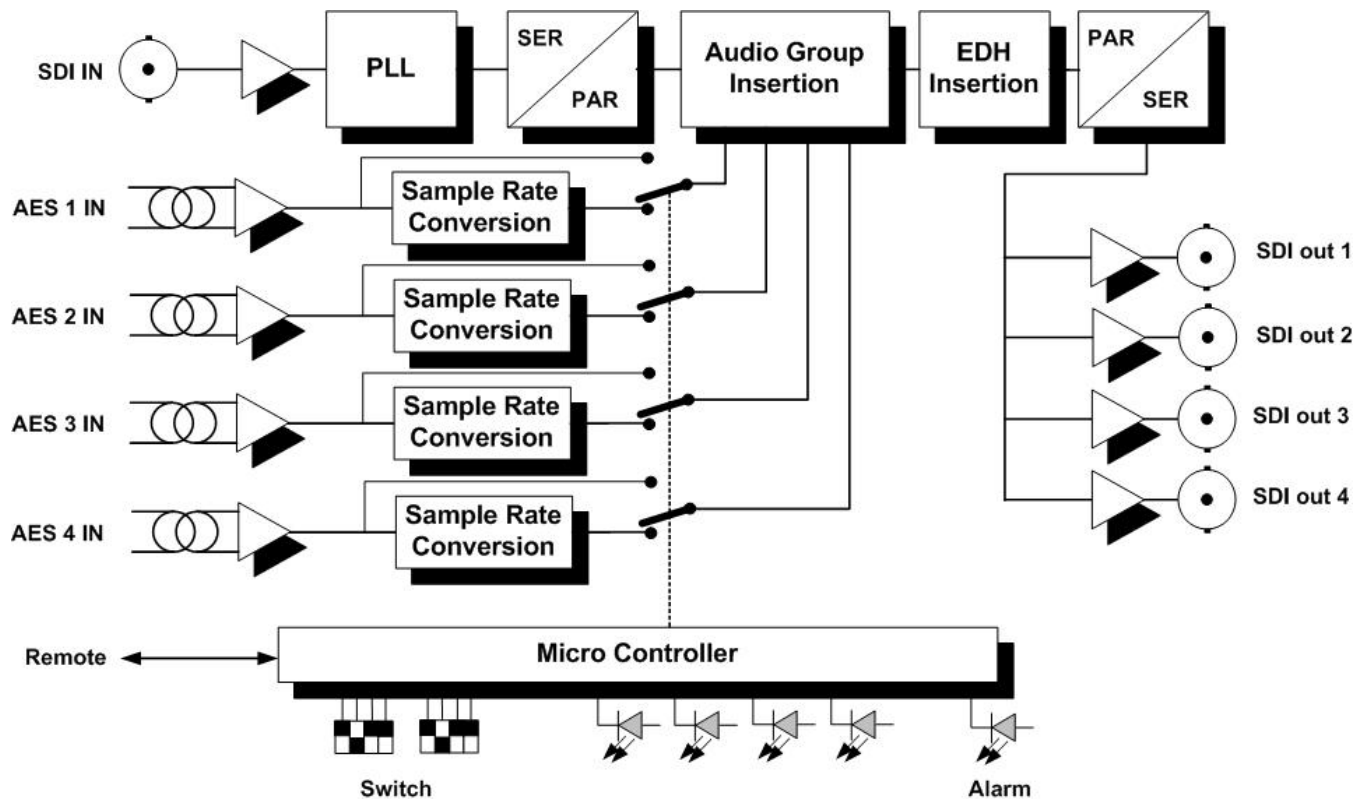 SDI IN
PLL
SER
PAR
Audio Group
Insertion
EDH
Insertion
PAR
SER
AES 1 IN
Sample Rate
Conversion
AES 2 IN
Sample Rate
Conversion
AES 3 IN
Sample Rate
Conversion
AES 4 IN
Sample Rate
Conversion
SDI out 1
SDI out 2
SDI out 3
SDI out 4
Remote
Micro Controller
Switch
Alarm